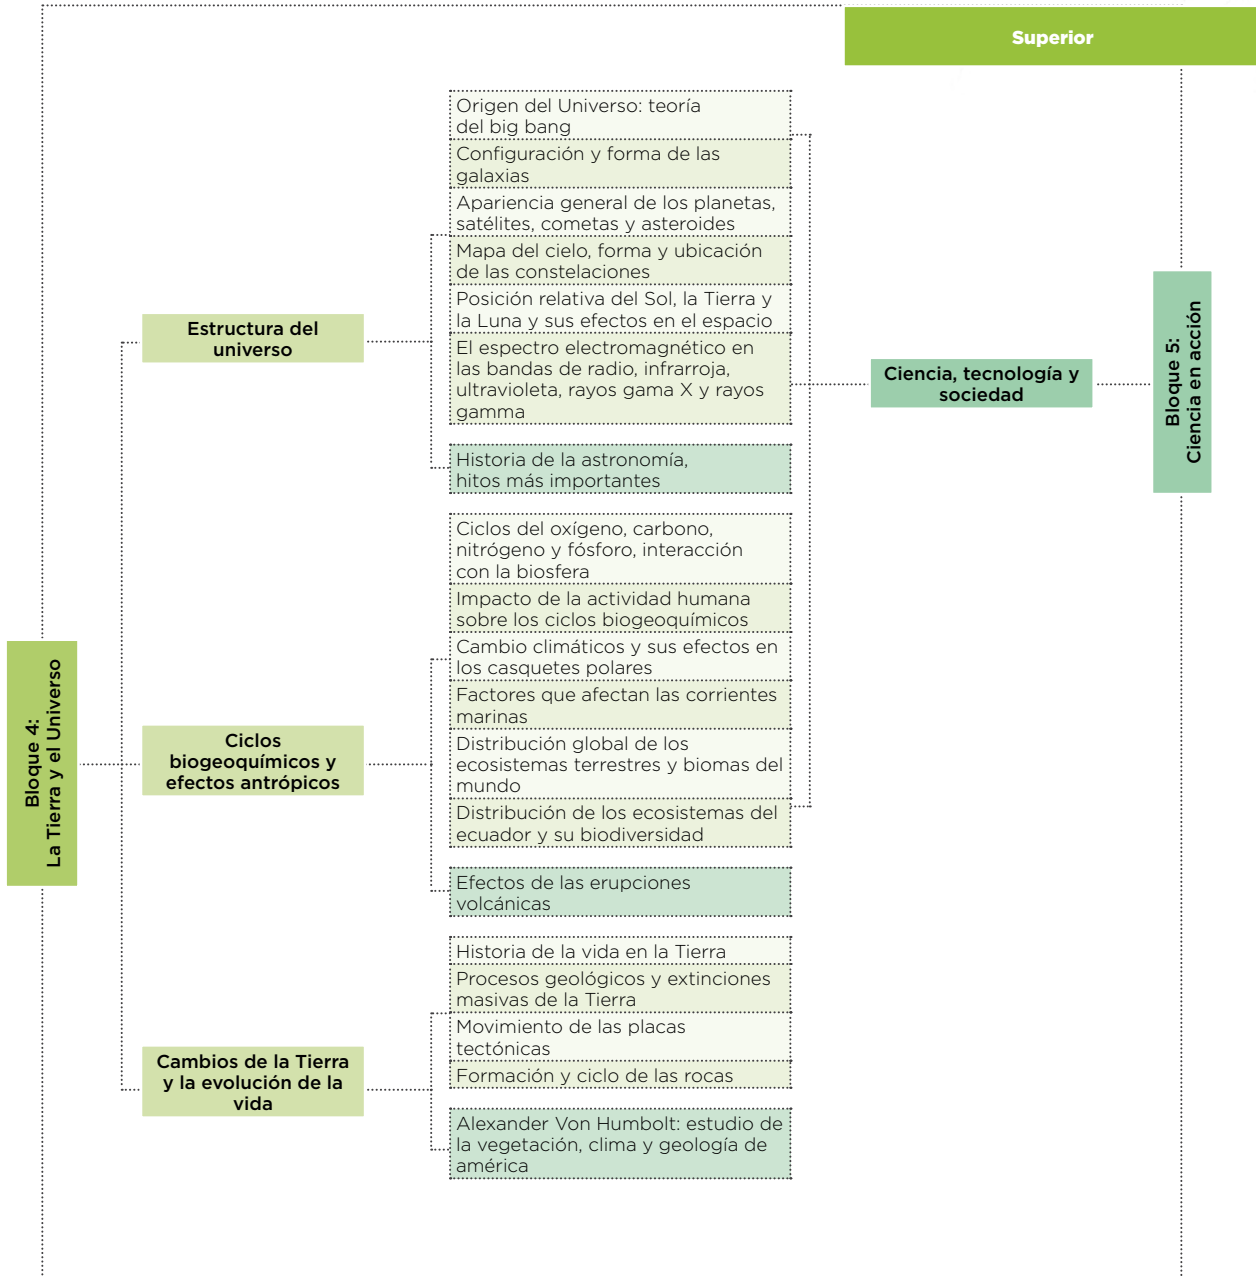 Superior
Origen del Universo: teoría
del big bang
Configuración y forma de las
galaxias
Apariencia general de los planetas,
satélites, cometas y asteroides
Mapa del cielo, forma y ubicación
de las constelaciones
Posición relativa del Sol, la Tierra y
la Luna y sus efectos en el espacio
El espectro electromagnético en
las bandas de radio, infrarroja,
ultravioleta, rayos gama X y rayos
gamma
Historia de la astronomía,
hitos más importantes
Estructura del
universo
Ciencia, tecnología y
sociedad
Bloque 5:
Ciencia en acción
Ciclos del oxígeno, carbono,
nitrógeno y fósforo, interacción
con la biosfera
Impacto de la actividad humana
sobre los ciclos biogeoquímicos
Cambio climáticos y sus efectos en
los casquetes polares
Factores que afectan las corrientes
marinas
Distribución global de los
ecosistemas terrestres y biomas del
mundo
Distribución de los ecosistemas del
ecuador y su biodiversidad
Efectos de las erupciones
volcánicas
Bloque 4:
La Tierra y el Universo
Ciclos
biogeoquímicos y
efectos antrópicos
Historia de la vida en la Tierra
Procesos geológicos y extinciones
masivas de la Tierra
Movimiento de las placas
tectónicas
Formación y ciclo de las rocas
Alexander Von Humbolt: estudio de
la vegetación, clima y geología de
américa
Cambios de la Tierra
y la evolución de la
vida